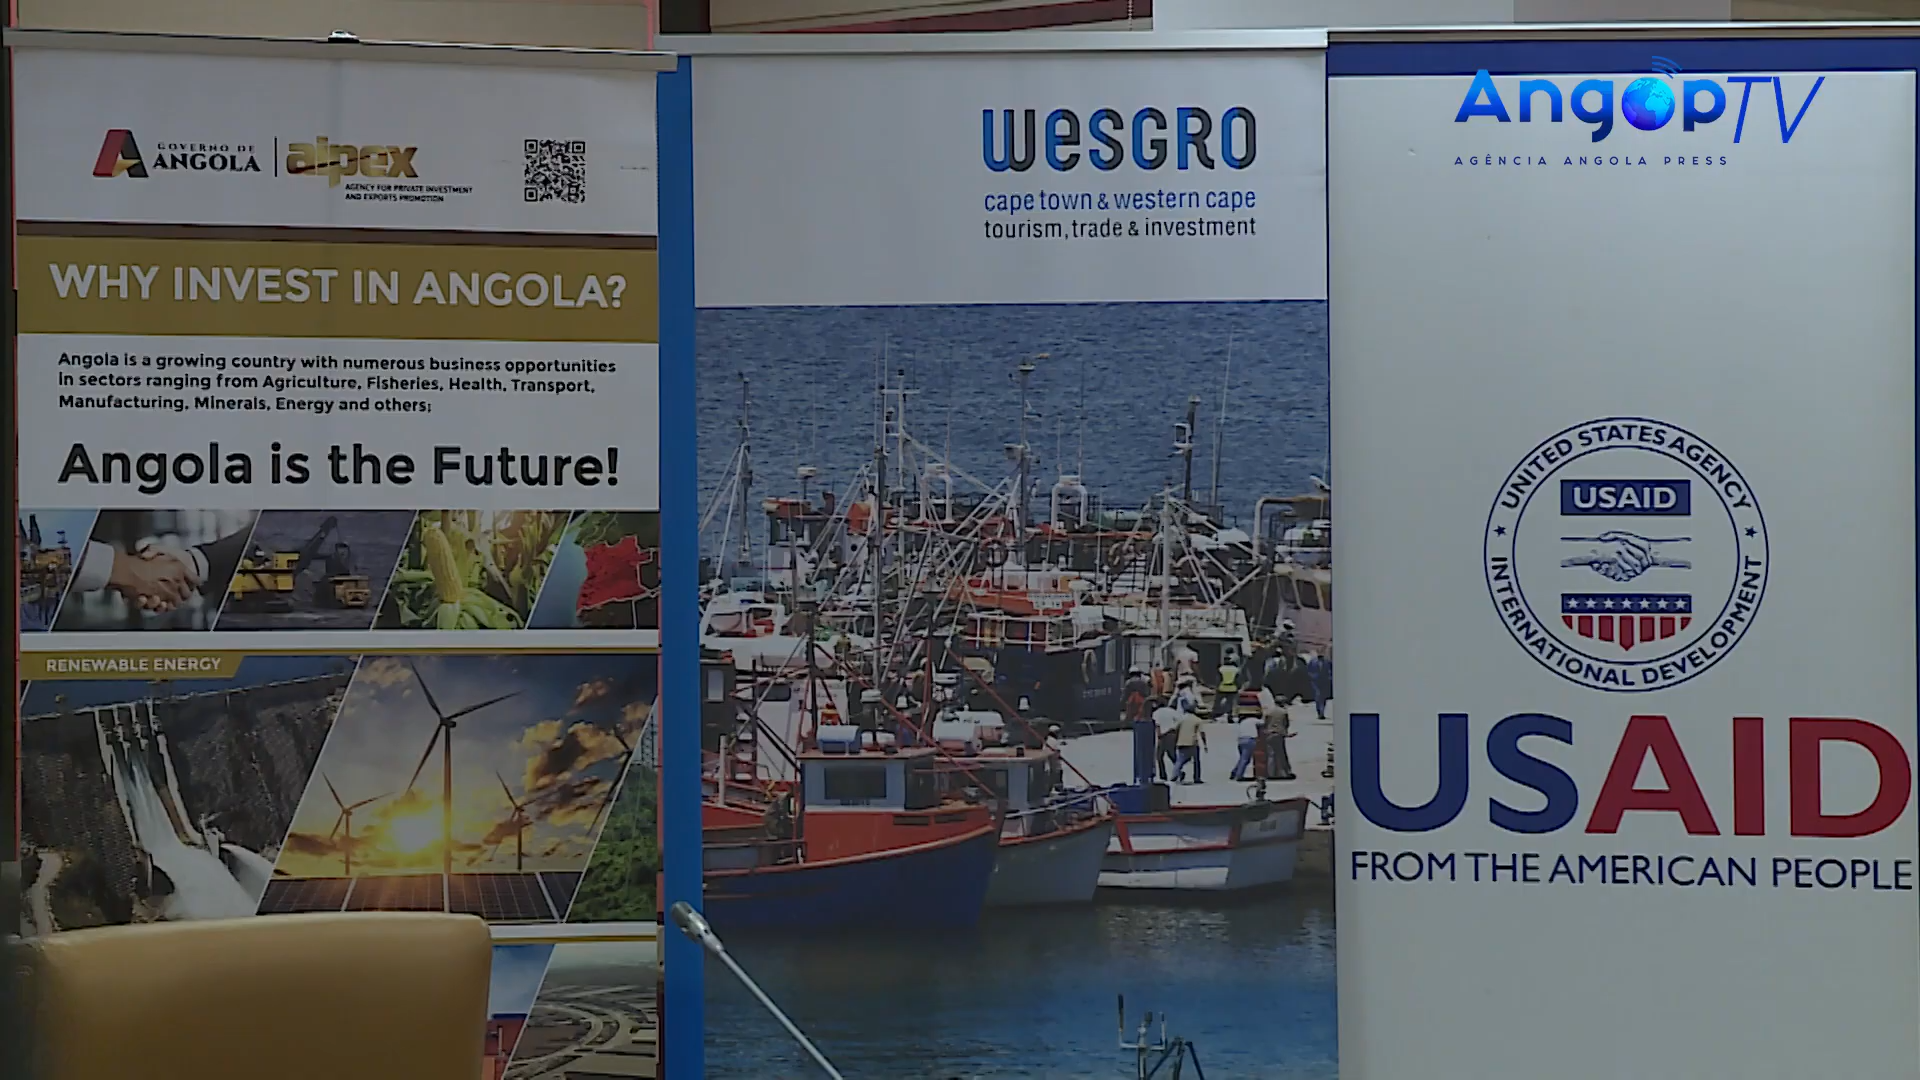 GOVERNO DE
ANGOLA
aipex
AGENCY FOR PRIVATE INVESTMENT
AND EXPORTS PROMOTION
WHY INVEST IN ANGOLA?
Angola is a growing country with numerous business opportunities
in sectors ranging from Agriculture, Fisheries, Health, Transport,
Manufacturing, Minerals, Energy and others;
Angola is the Future!
RENEWABLE ENERGY
WESGRO
cape town & western cape
tourism, trade & investment
AngopTV
AGÊNCIA ANGOLA PRESS
UNITED STATES AGENCY
USAID
INTERNATIONAL DEVELOPMENT
USAID
FROM THE AMERICAN PEOPLE